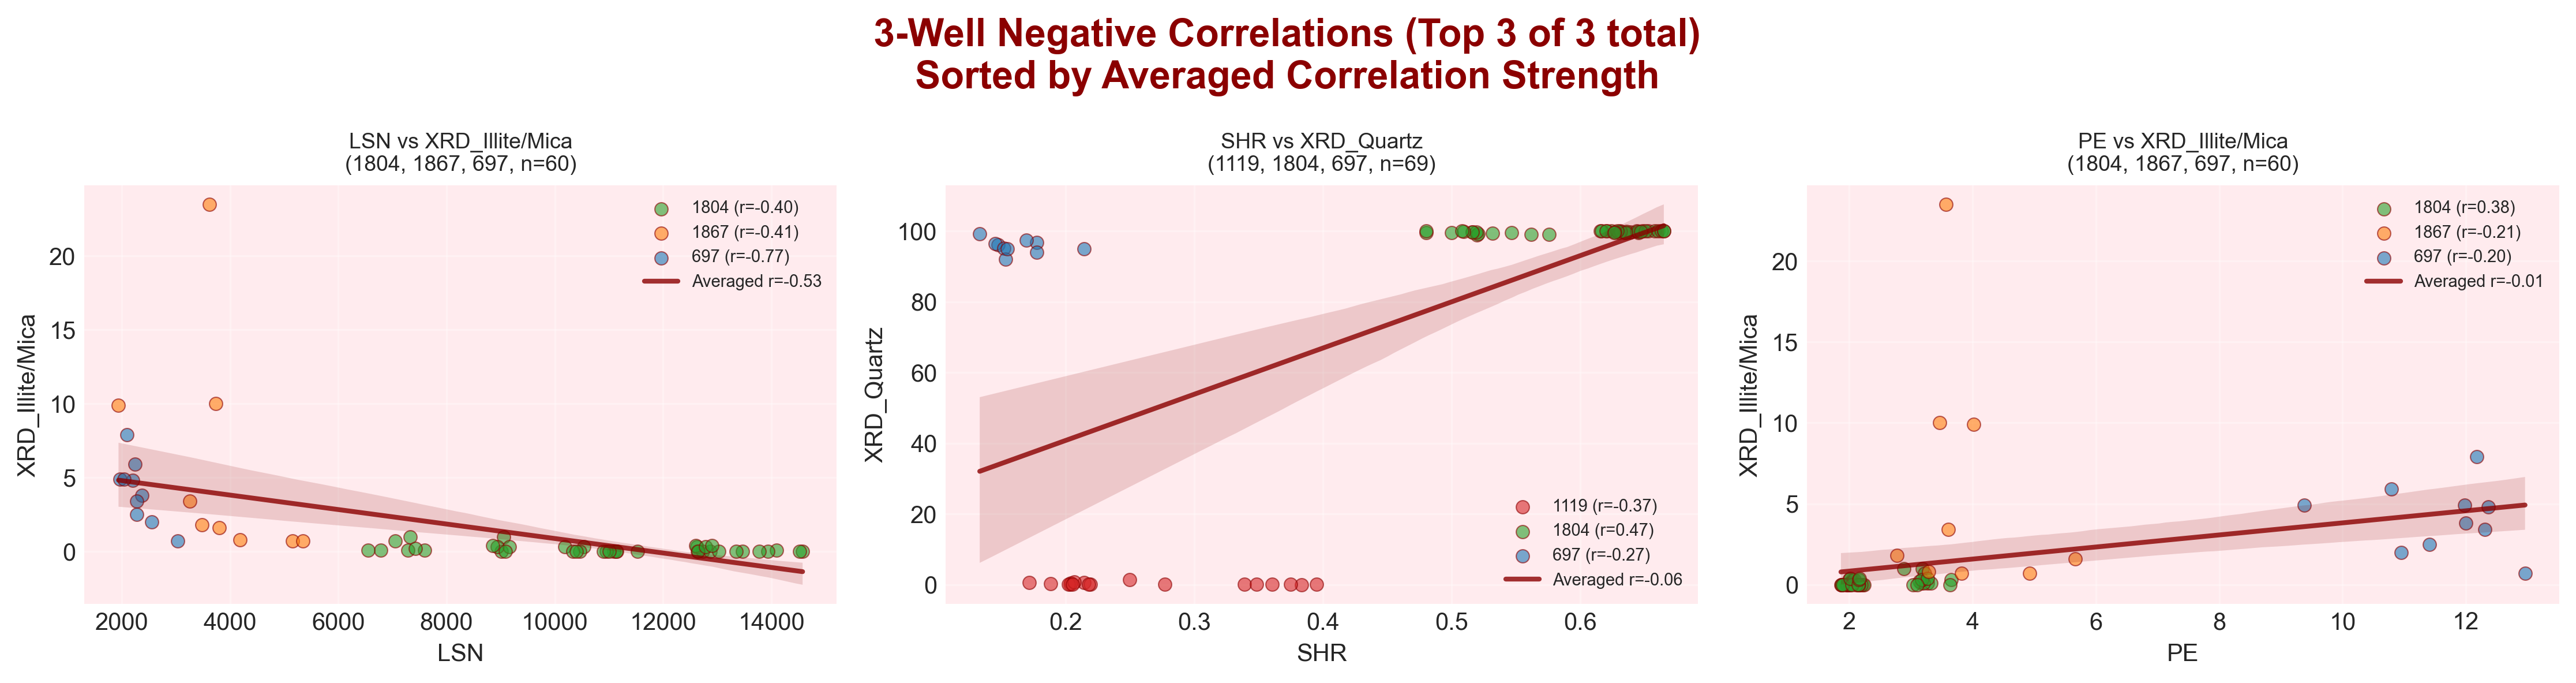 3-Well Negative Correlations (Top 3 of 3 total)
Sorted by Averaged Correlation Strength
LSN vs XRD_Illite/Mica
(1804, 1867, 697, n=60)
XRD_Illite/Mica
20
15
10
5
0
2000 4000 6000 8000 10000 12000 14000
LSN
1804 (r=-0.40)
1867 (r=-0.41)
697 (r=-0.77)
Averaged r=-0.53
SHR vs XRD_Quartz
(1119, 1804, 697, n=69)
XRD_Quartz
100
80
60
40
20
0
0.2 0.3 0.4 0.5 0.6
SHR
1119 (r=-0.37)
1804 (r=0.47)
697 (r=-0.27)
Averaged r=-0.06
PE vs XRD_Illite/Mica
(1804, 1867, 697, n=60)
XRD_Illite/Mica
20
15
10
5
0
2 4 6 8 10 12
PE
1804 (r=0.38)
1867 (r=-0.21)
697 (r=-0.20)
Averaged r=-0.01